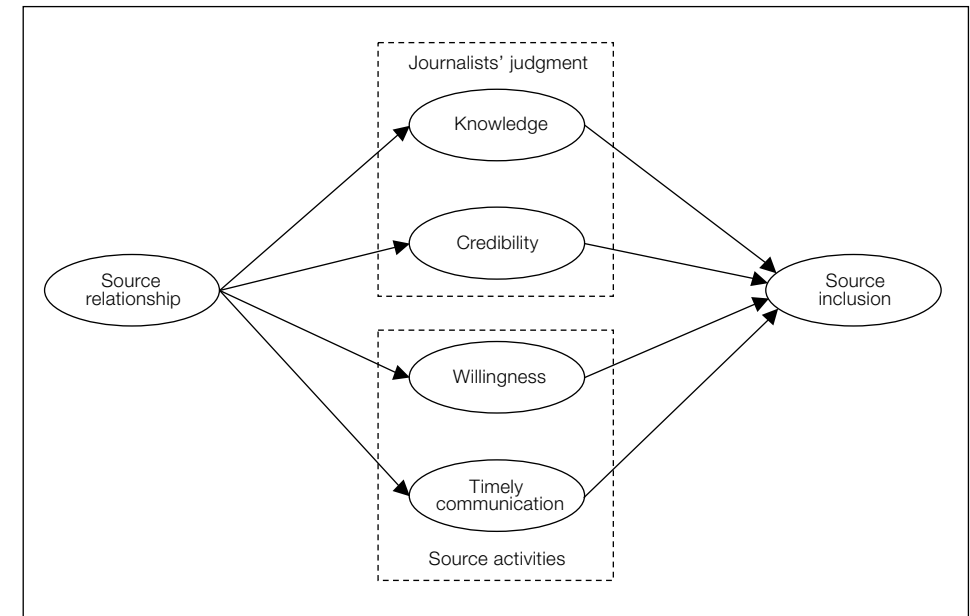 Journalists’ judgment
Knowledge
Credibility
Source
relationship
Source
inclusion
Willingness
Timely
communication
Source activities